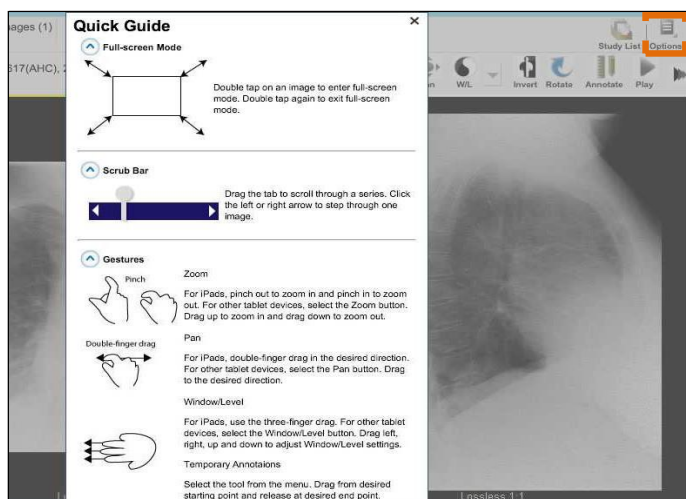 ages (1)
Quick Guide
Study List
Options
617(AHC), 2
W/L
Invert
Rotate
Annotate
Play
Full-screen Mode
Double tap on an image to enter full-screen
mode. Double tap again to exit full-screen
mode.
Scrub Bar
Drag the tab to scroll through a series. Click
the left or right arrow to step through one
image.
Gestures
Pinch
Zoom
For iPads, pinch out to zoom in and pinch in to zoom
out. For other tablet devices, select the Zoom button.
Drag up to zoom in and drag down to zoom out.
Double-finger drag
Pan
For iPads, double-finger drag in the desired direction.
For other tablet devices, select the Pan button. Drag
to the desired direction.
Window/Level
For iPads, use the three-finger drag. For other tablet
devices, select the Window/Level button. Drag left,
right, up and down to adjust Window/Level settings.
Temporary Annotaions
Select the tool from the menu. Drag from desired
starting point and release at desired end point.
Lossless 1:1